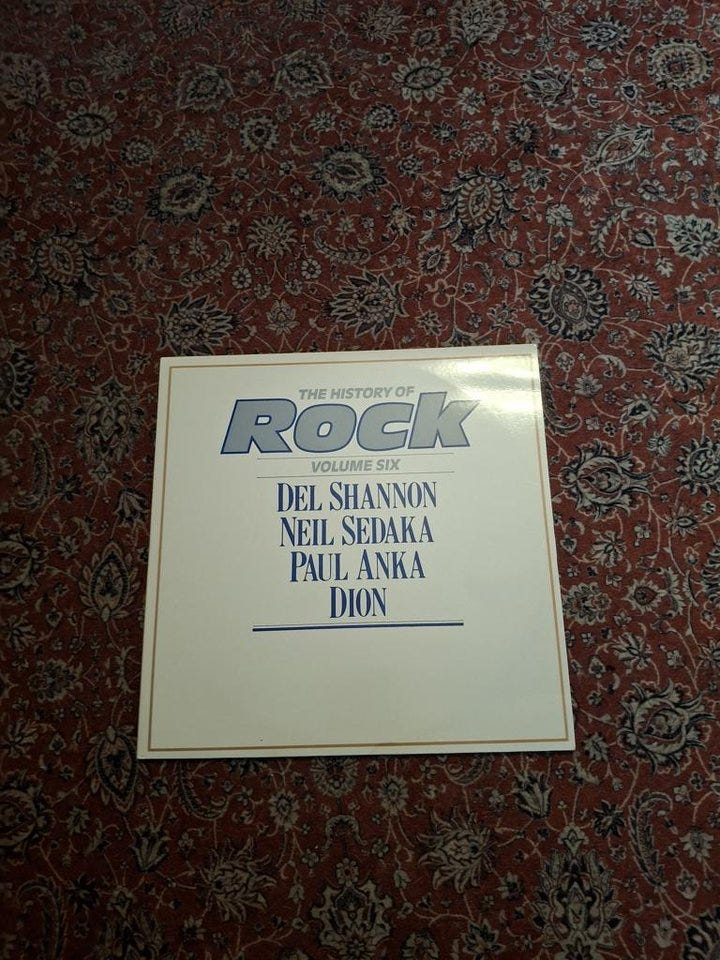 THE HISTORY OF
ROCK
VOLUME SIX
DEL SHANNON
NEIL SEDAKA
PAUL ANKA
DION